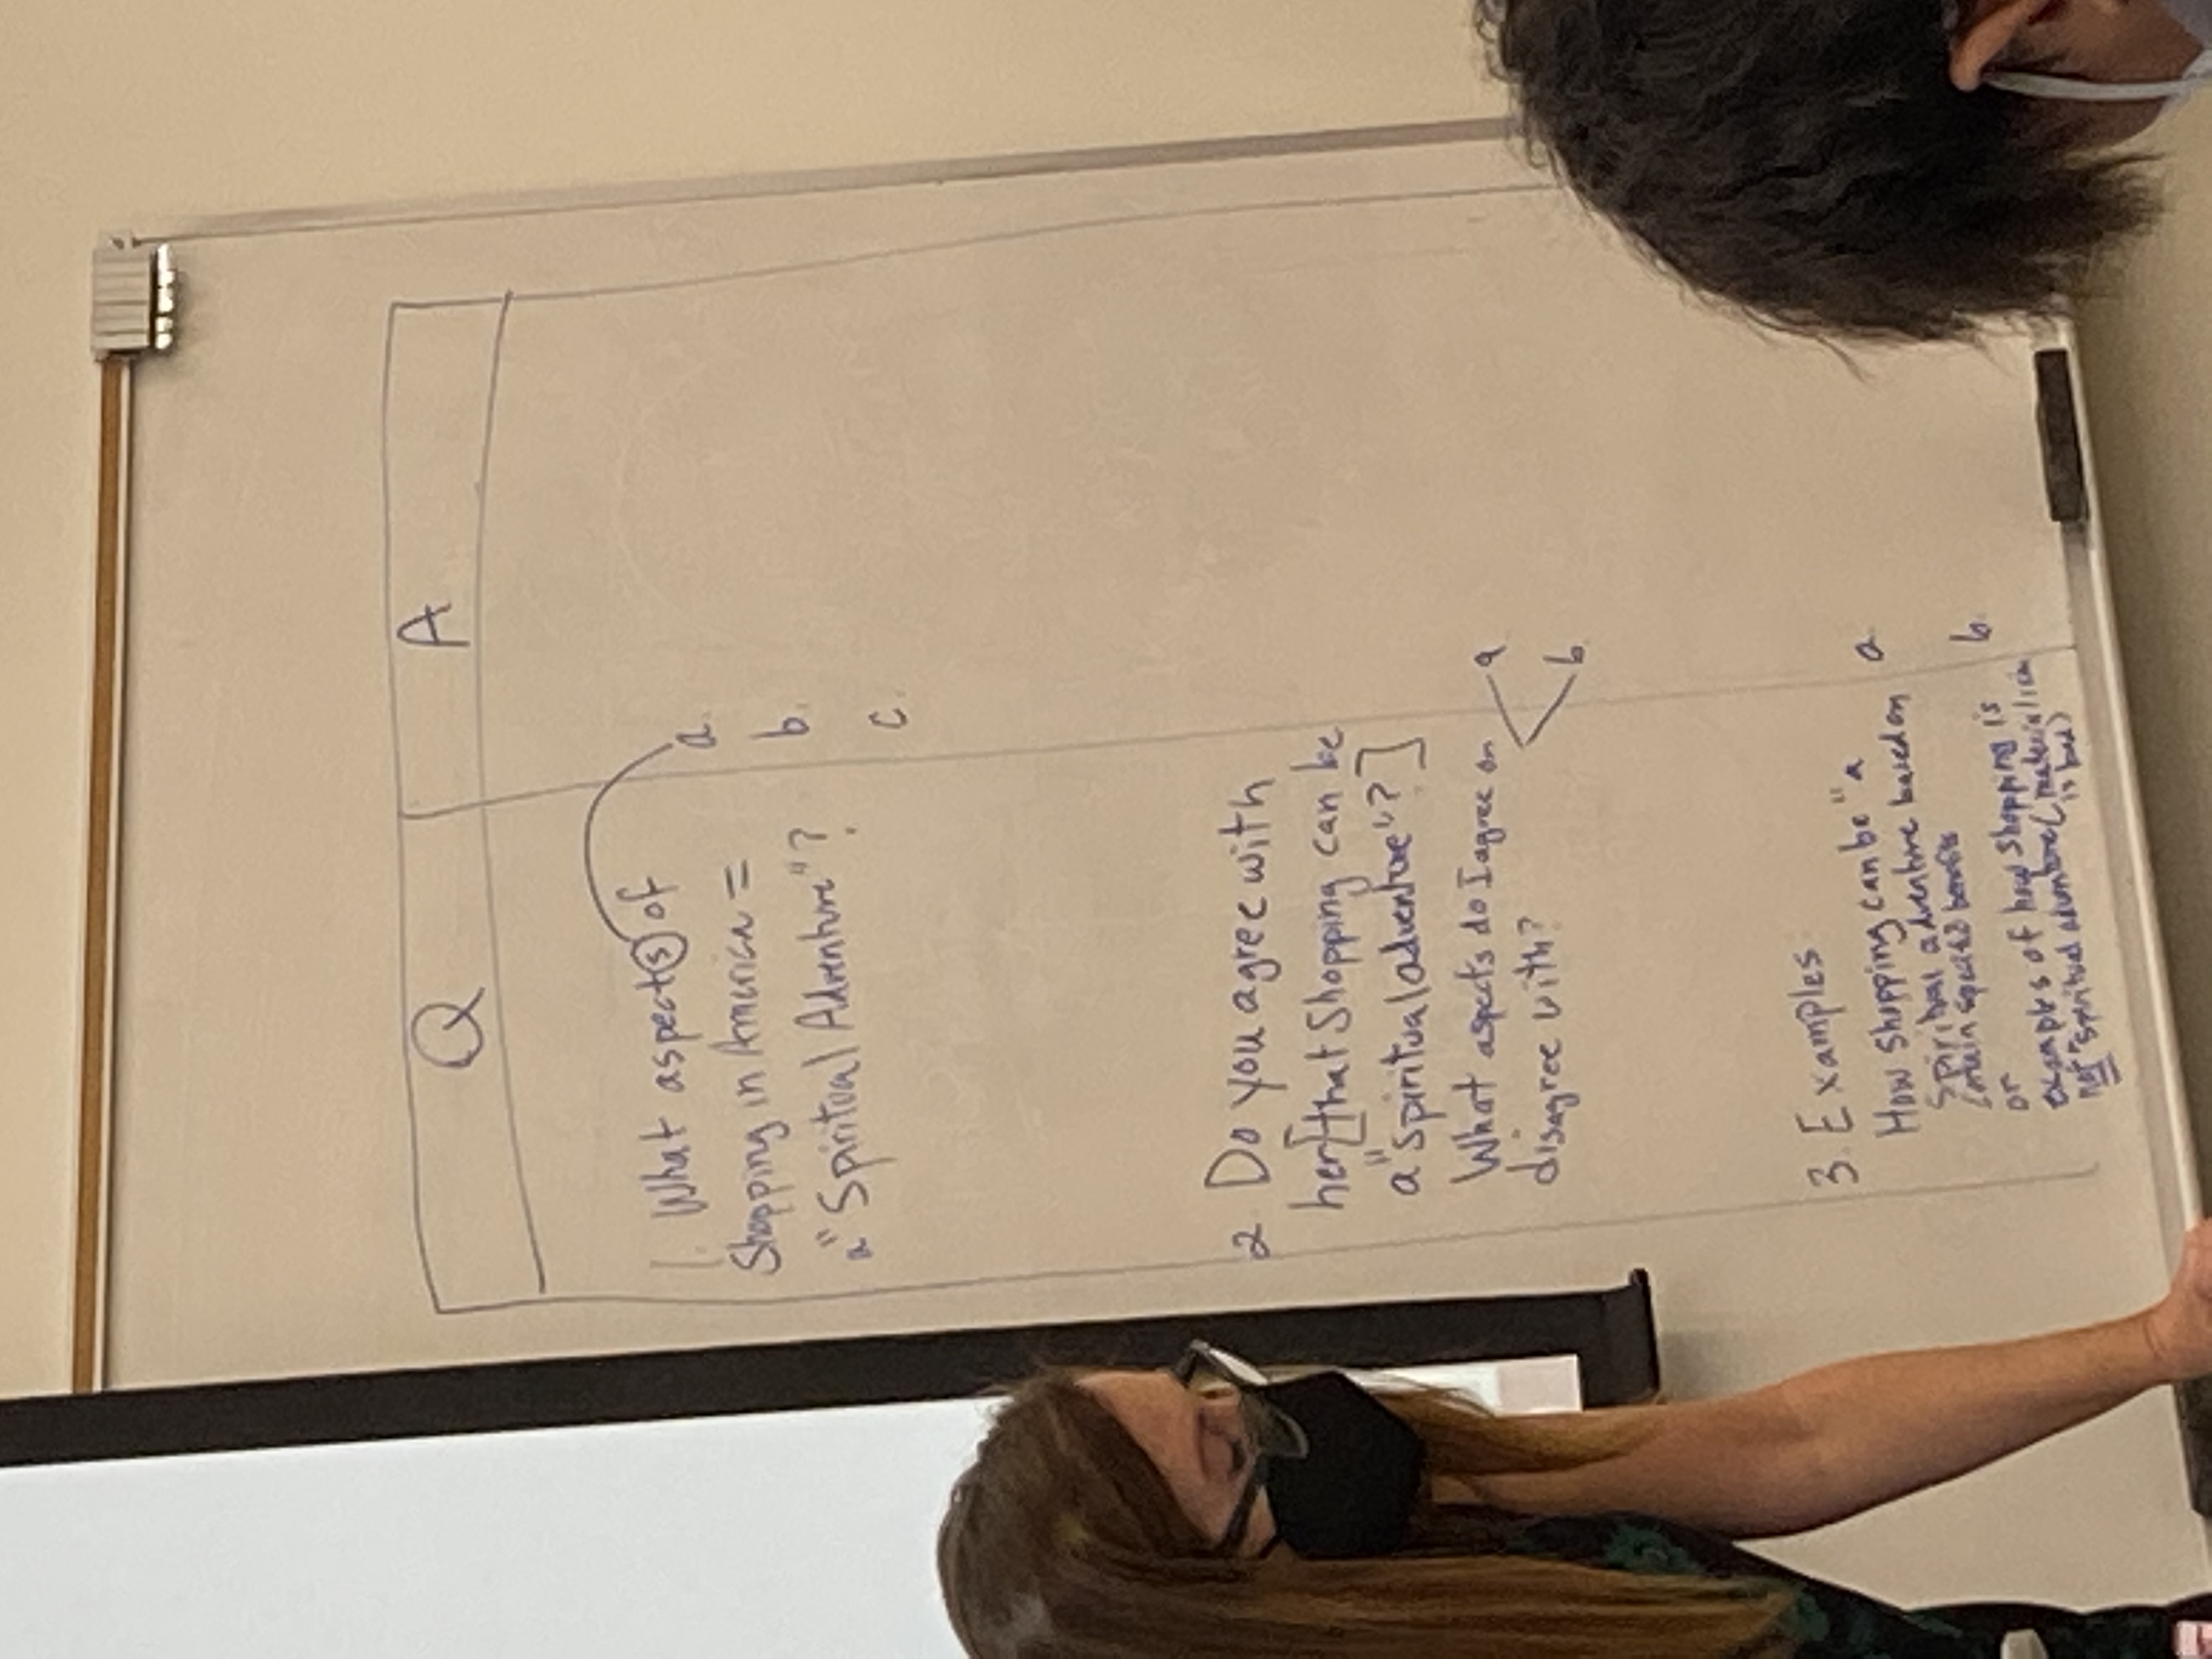 Q A
1. What aspects of
Shopping in America =
a "Spiritual Adventure"?
a.
b.
c.
2 Do you agree with
her [that Shopping can be
a "spiritual adventure"?]
What aspects do I agree on
disagree with?
a
b
3. Examples
How shopping can be "a
Spiritual adventure based on
certain specific benefits
or
examples of how shopping is
not "spiritual adventure (materialism
is bad)
a.
b.